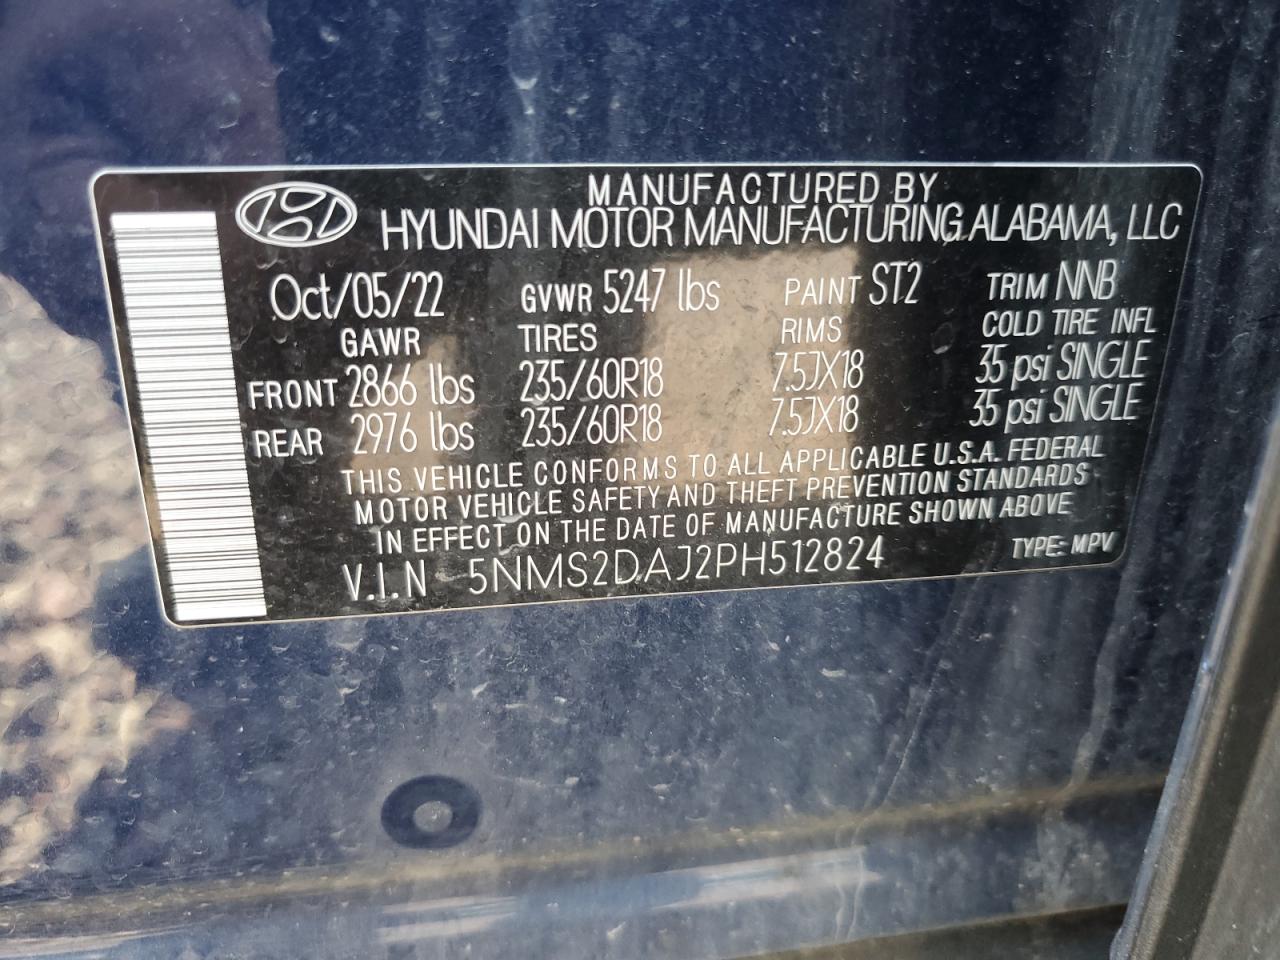 MANUFACTURED BY
HYUNDAI MOTOR MANUFACTURING ALABAMA, LLC
Oct/05/22 GVWR 5247 lbs PAINT ST2 TRIM NNB
GAWR TIRES RIMS COLD TIRE INFL
FRONT 2866 lbs 235/60R18 7.5JX18 35 psi SINGLE
REAR 2976 lbs 235/60R18 7.5JX18 35 psi SINGLE
THIS VEHICLE CONFORMS TO ALL APPLICABLE U.S.A. FEDERAL
MOTOR VEHICLE SAFETY AND THEFT PREVENTION STANDARDS
IN EFFECT ON THE DATE OF MANUFACTURE SHOWN ABOVE
V.I.N 5NMS2DAJ2PH512824 TYPE: MPV